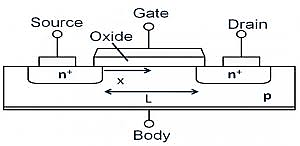 Gate
Source
Drain
Oxide
n+
n+
x
L
p
Body